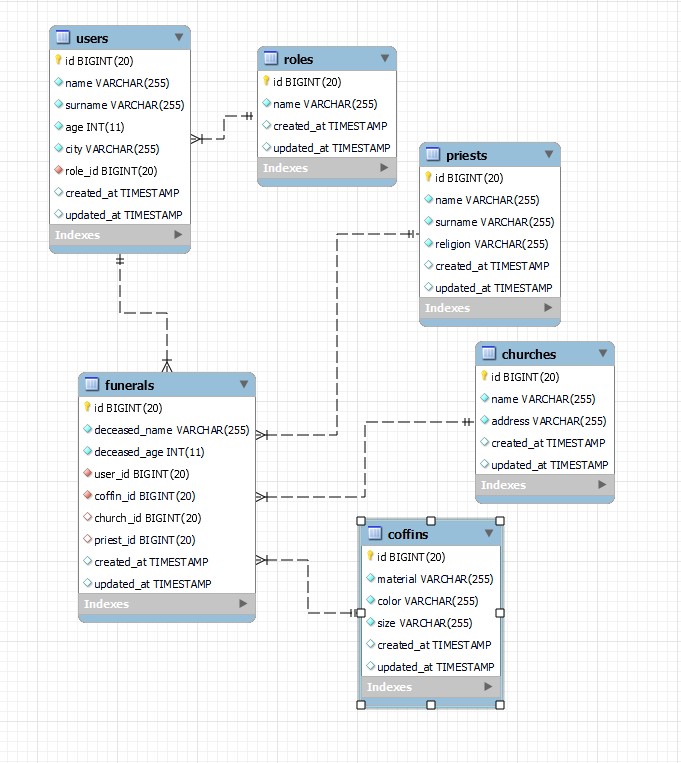 users
id BIGINT(20)
name VARCHAR(255)
surname VARCHAR(255)
age INT(11)
city VARCHAR(255)
role_id BIGINT(20)
created_at TIMESTAMP
updated_at TIMESTAMP
Indexes
roles
id BIGINT(20)
name VARCHAR(255)
created_at TIMESTAMP
updated_at TIMESTAMP
Indexes
priests
id BIGINT(20)
name VARCHAR(255)
surname VARCHAR(255)
religion VARCHAR(255)
created_at TIMESTAMP
updated_at TIMESTAMP
Indexes
churches
id BIGINT(20)
name VARCHAR(255)
address VARCHAR(255)
created_at TIMESTAMP
updated_at TIMESTAMP
Indexes
funerals
id BIGINT(20)
deceased_name VARCHAR(255)
deceased_age INT(11)
user_id BIGINT(20)
coffin_id BIGINT(20)
church_id BIGINT(20)
priest_id BIGINT(20)
created_at TIMESTAMP
updated_at TIMESTAMP
Indexes
coffins
id BIGINT(20)
material VARCHAR(255)
color VARCHAR(255)
size VARCHAR(255)
created_at TIMESTAMP
updated_at TIMESTAMP
Indexes